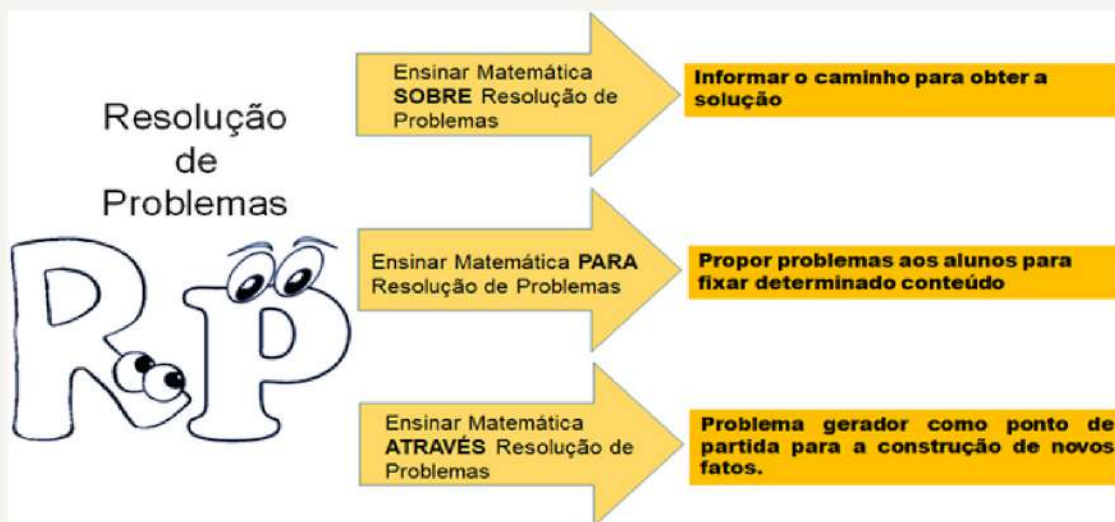 Resolução
de
Problemas
RP
Ensinar Matemática
SOBRE Resolução de
Problemas
Informar o caminho para obter a
solução
Ensinar Matemática PARA
Resolução de Problemas
Propor problemas aos alunos para
fixar determinado conteúdo
Ensinar Matemática
ATRAVÉS Resolução de
Problemas
Problema gerador como ponto de
partida para a construção de novos
fatos.